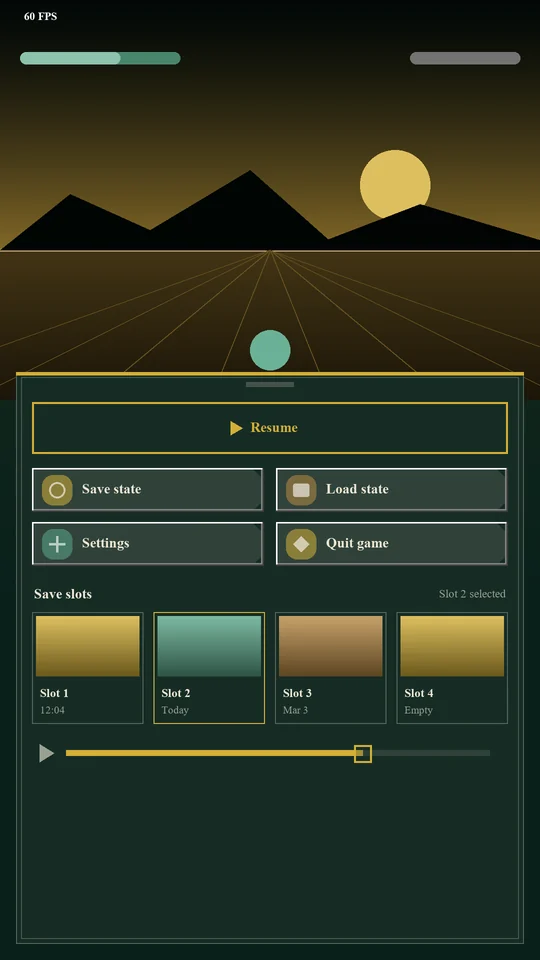 60 FPS
Resume
Save state
Load state
Settings
Quit game
Save slots
Slot 2 selected
Slot 1
12:04
Slot 2
Today
Slot 3
Mar 3
Slot 4
Empty